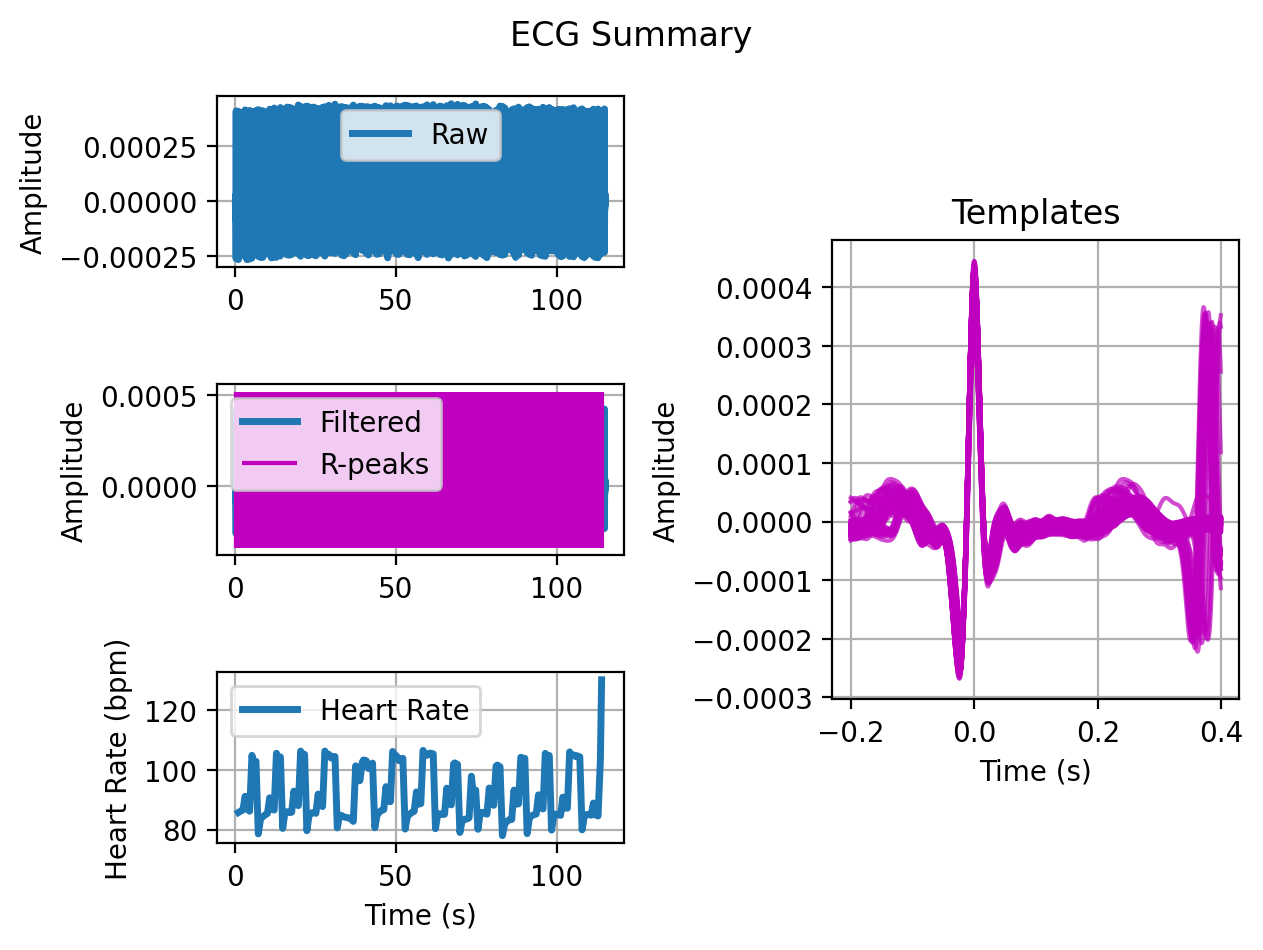 ECG Summary
Amplitude
0.00025
0.00000
−0.00025
Raw
0 50 100
Amplitude
0.0005
0.0000
Filtered
R-peaks
0 50 100
Heart Rate (bpm)
120
100
80
Heart Rate
0 50 100
Time (s)
Templates
Amplitude
0.0004
0.0003
0.0002
0.0001
0.0000
−0.0001
−0.0002
−0.0003
−0.2 0.0 0.2 0.4
Time (s)